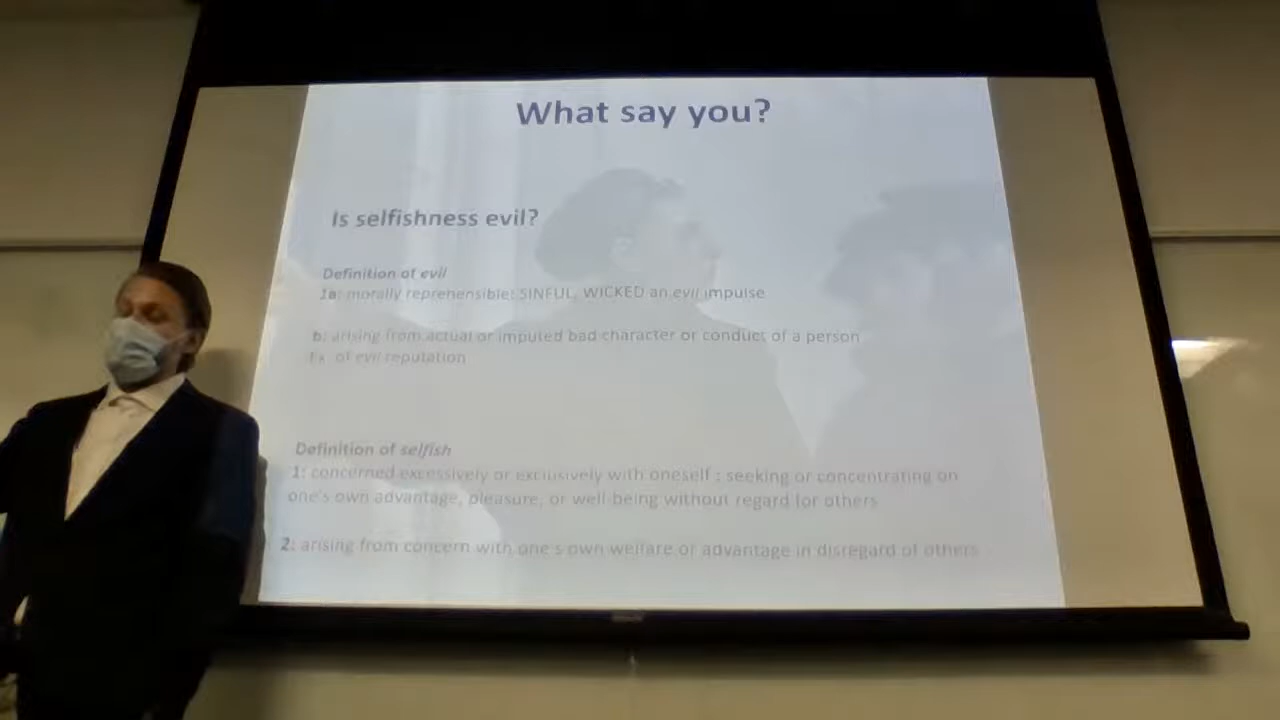 What say you?
Is selfishness evil?
Definition of evil
1a: morally reprehensible: SINFUL, WICKED an evil impulse
b: arising from actual or imputed bad character or conduct of a person
of evil reputation
Definition of selfish
1: concerned excessively or exclusively with oneself : seeking or concentrating on
one's own advantage, pleasure, or well-being without regard for others
2: arising from concern with one's own welfare or advantage in disregard of others